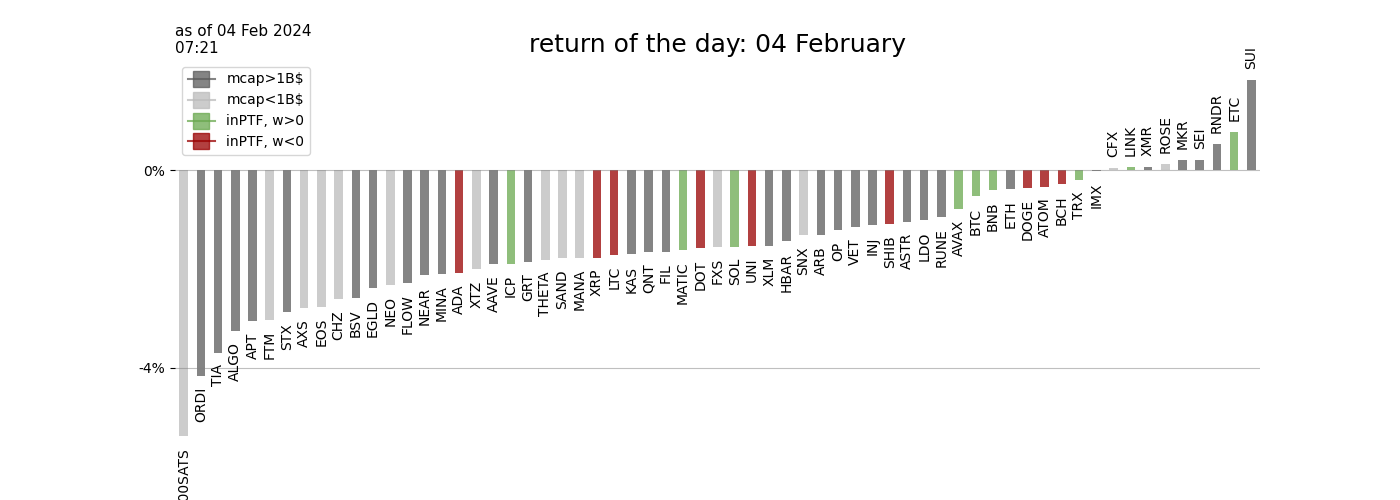 as of 04 Feb 2024
07:21
return of the day: 04 February
mcap>1B$
mcap<1B$
inPTF, w>0
inPTF, w<0
0%
-4%
00SATS
ORDI
TIA
ALGO
APT
FTM
STX
AXS
EOS
CHZ
BSV
EGLD
NEO
FLOW
NEAR
MINA
ADA
XTZ
AAVE
ICP
GRT
THETA
SAND
MANA
XRP
LTC
KAS
QNT
FIL
MATIC
DOT
FXS
SOL
UNI
XLM
HBAR
SNX
ARB
OP
VET
INJ
SHIB
ASTR
LDO
RUNE
AVAX
BTC
BNB
ETH
DOGE
ATOM
BCH
TRX
IMX
CFX
LINK
XMR
ROSE
MKR
SEI
RNDR
ETC
SUI